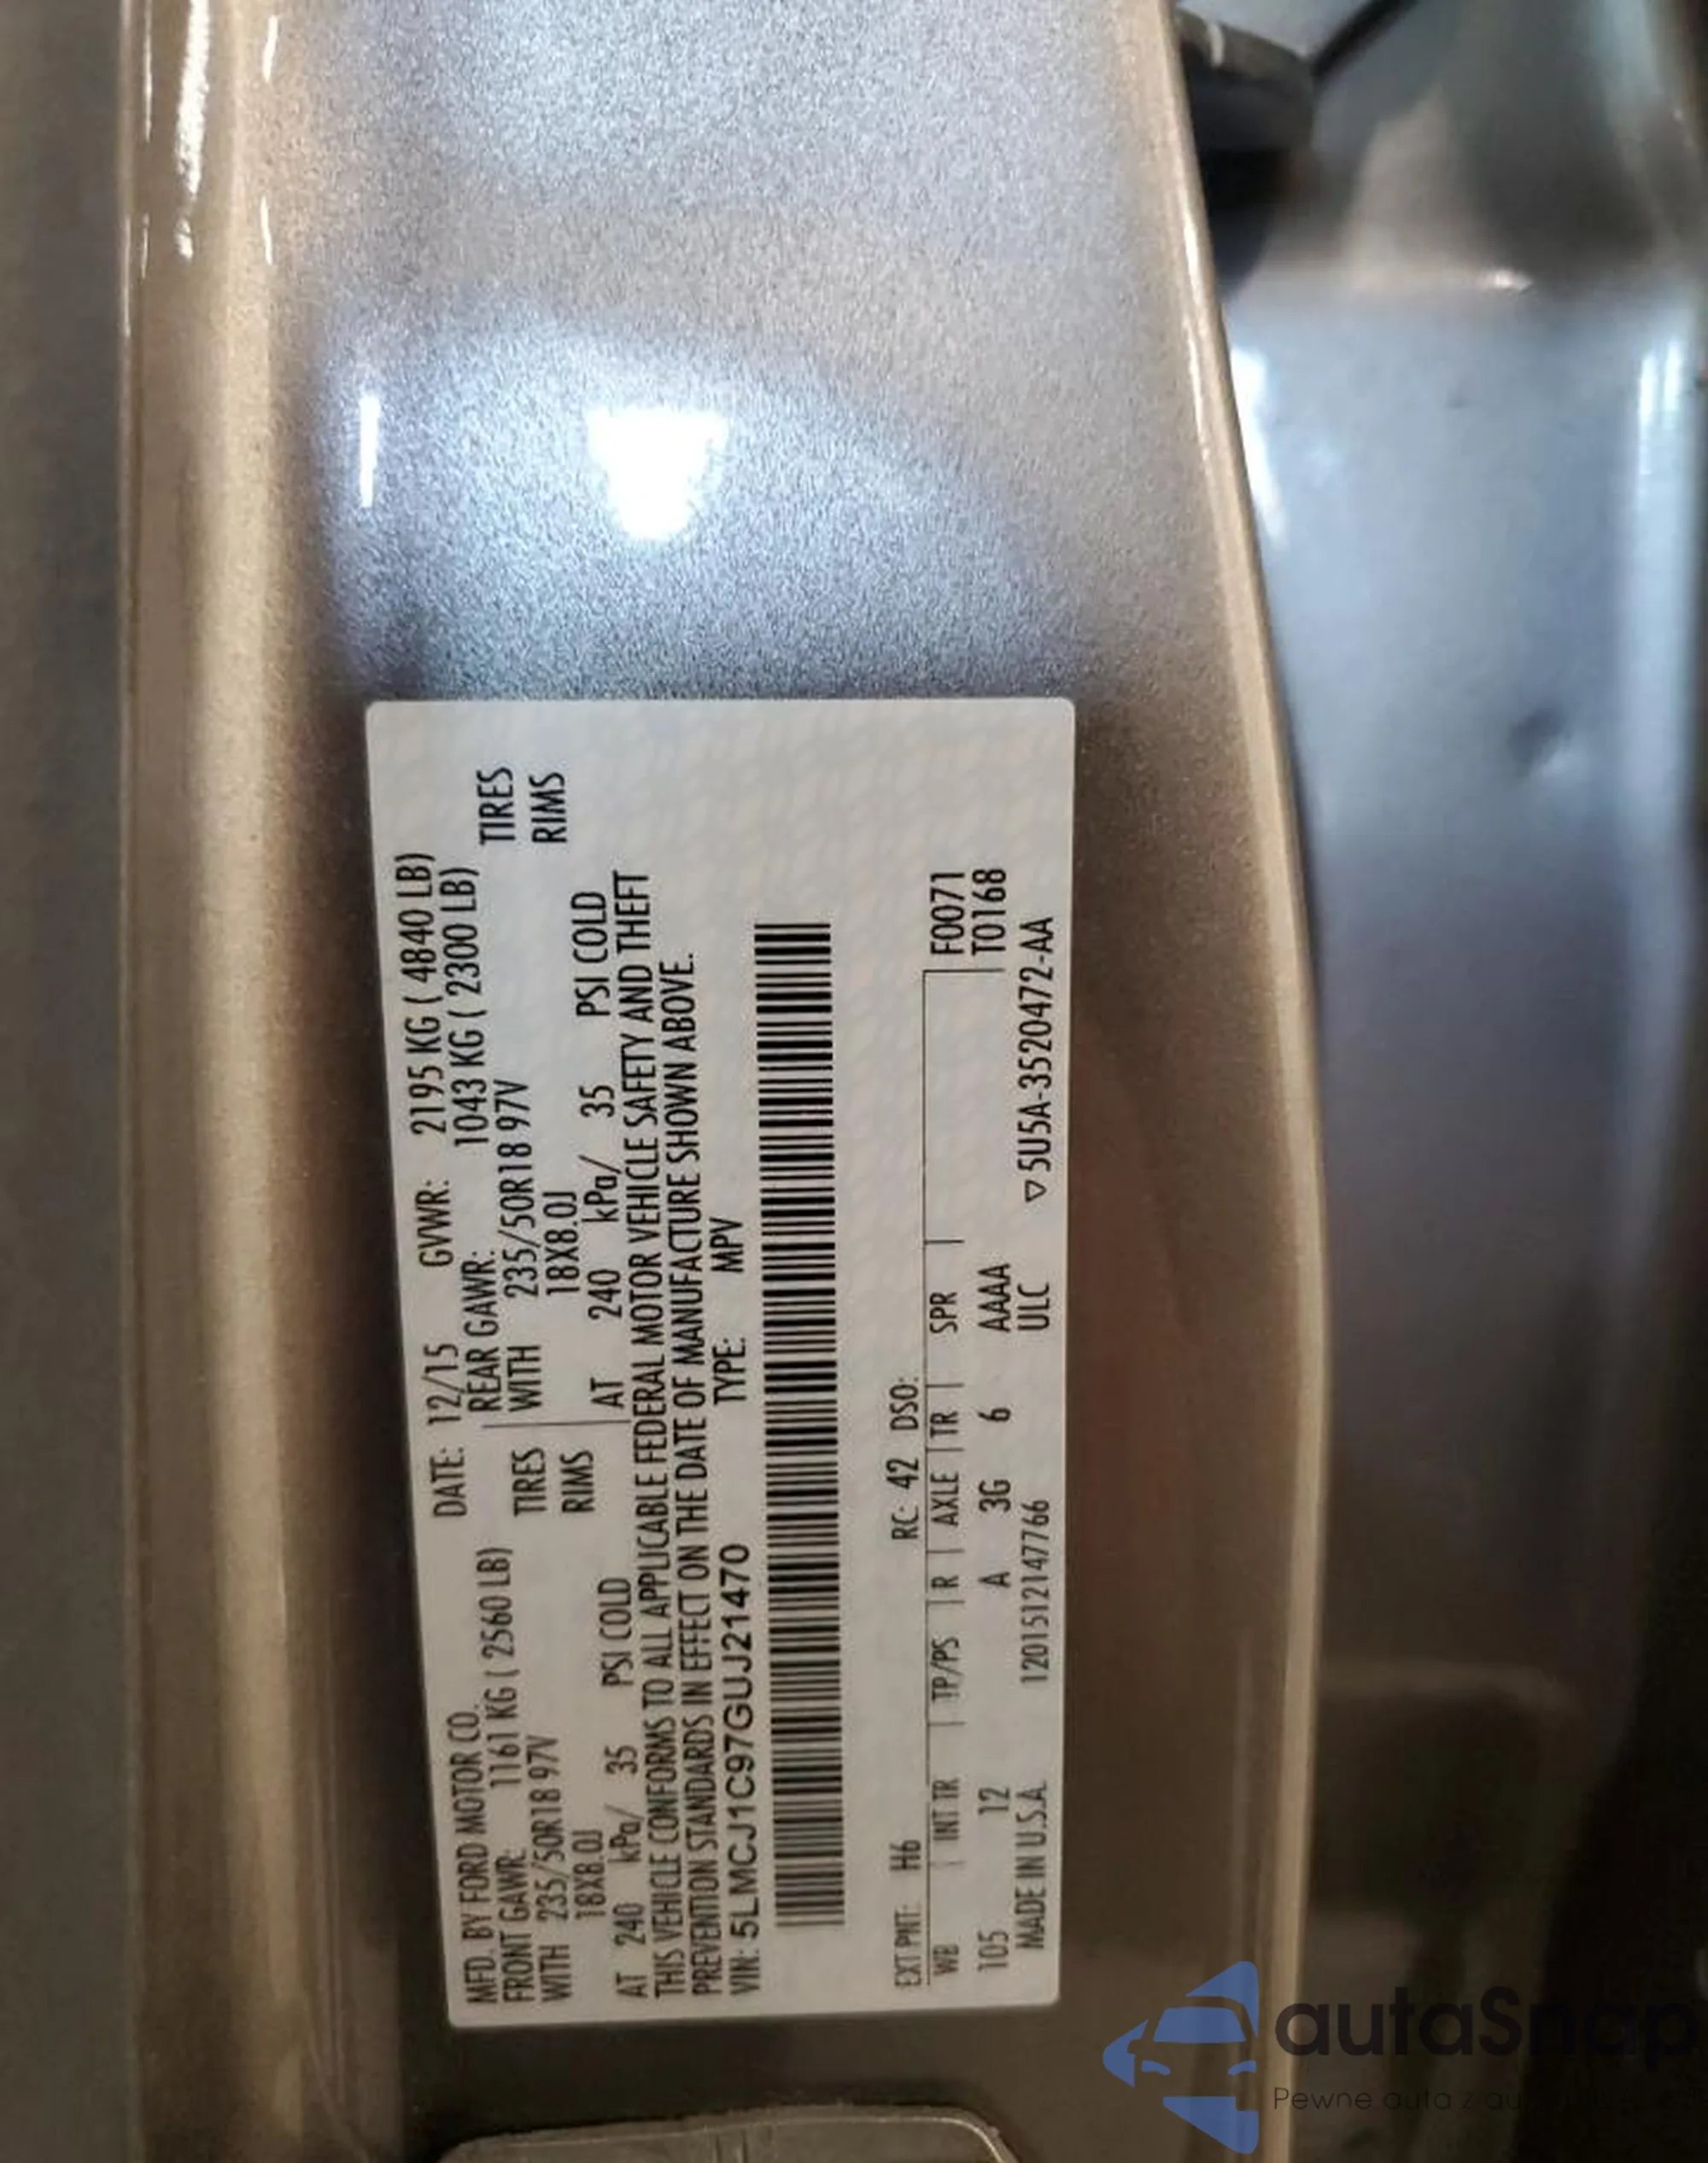 MFD. BY FORD MOTOR CO. DATE: 12/15 GVWR: 2195 KG ( 4840 LB)
FRONT GAWR: 1161 KG ( 2560 LB) REAR GAWR: 1043 KG ( 2300 LB)
WITH 235/50R18 97V TIRES WITH 235/50R18 97V TIRES
18X8.0J RIMS 18X8.0J RIMS
AT 240 kPa/ 35 PSI COLD AT 240 kPa/ 35 PSI COLD
THIS VEHICLE CONFORMS TO ALL APPLICABLE FEDERAL MOTOR VEHICLE SAFETY AND THEFT
PREVENTION STANDARDS IN EFFECT ON THE DATE OF MANUFACTURE SHOWN ABOVE.
VIN: 5LMCJ1C97GUJ21470 TYPE: MPV
EXT PNT: H6 RC: 42 DSO:
WB INT TR TP/PS R AXLE TR SPR F0071
105 12 A 3G 6 AAAA T0168
MADE IN U.S.A. 1201512147766 ULC ▽5U5A-3520472-AA
autaSnap
Pewne auta z